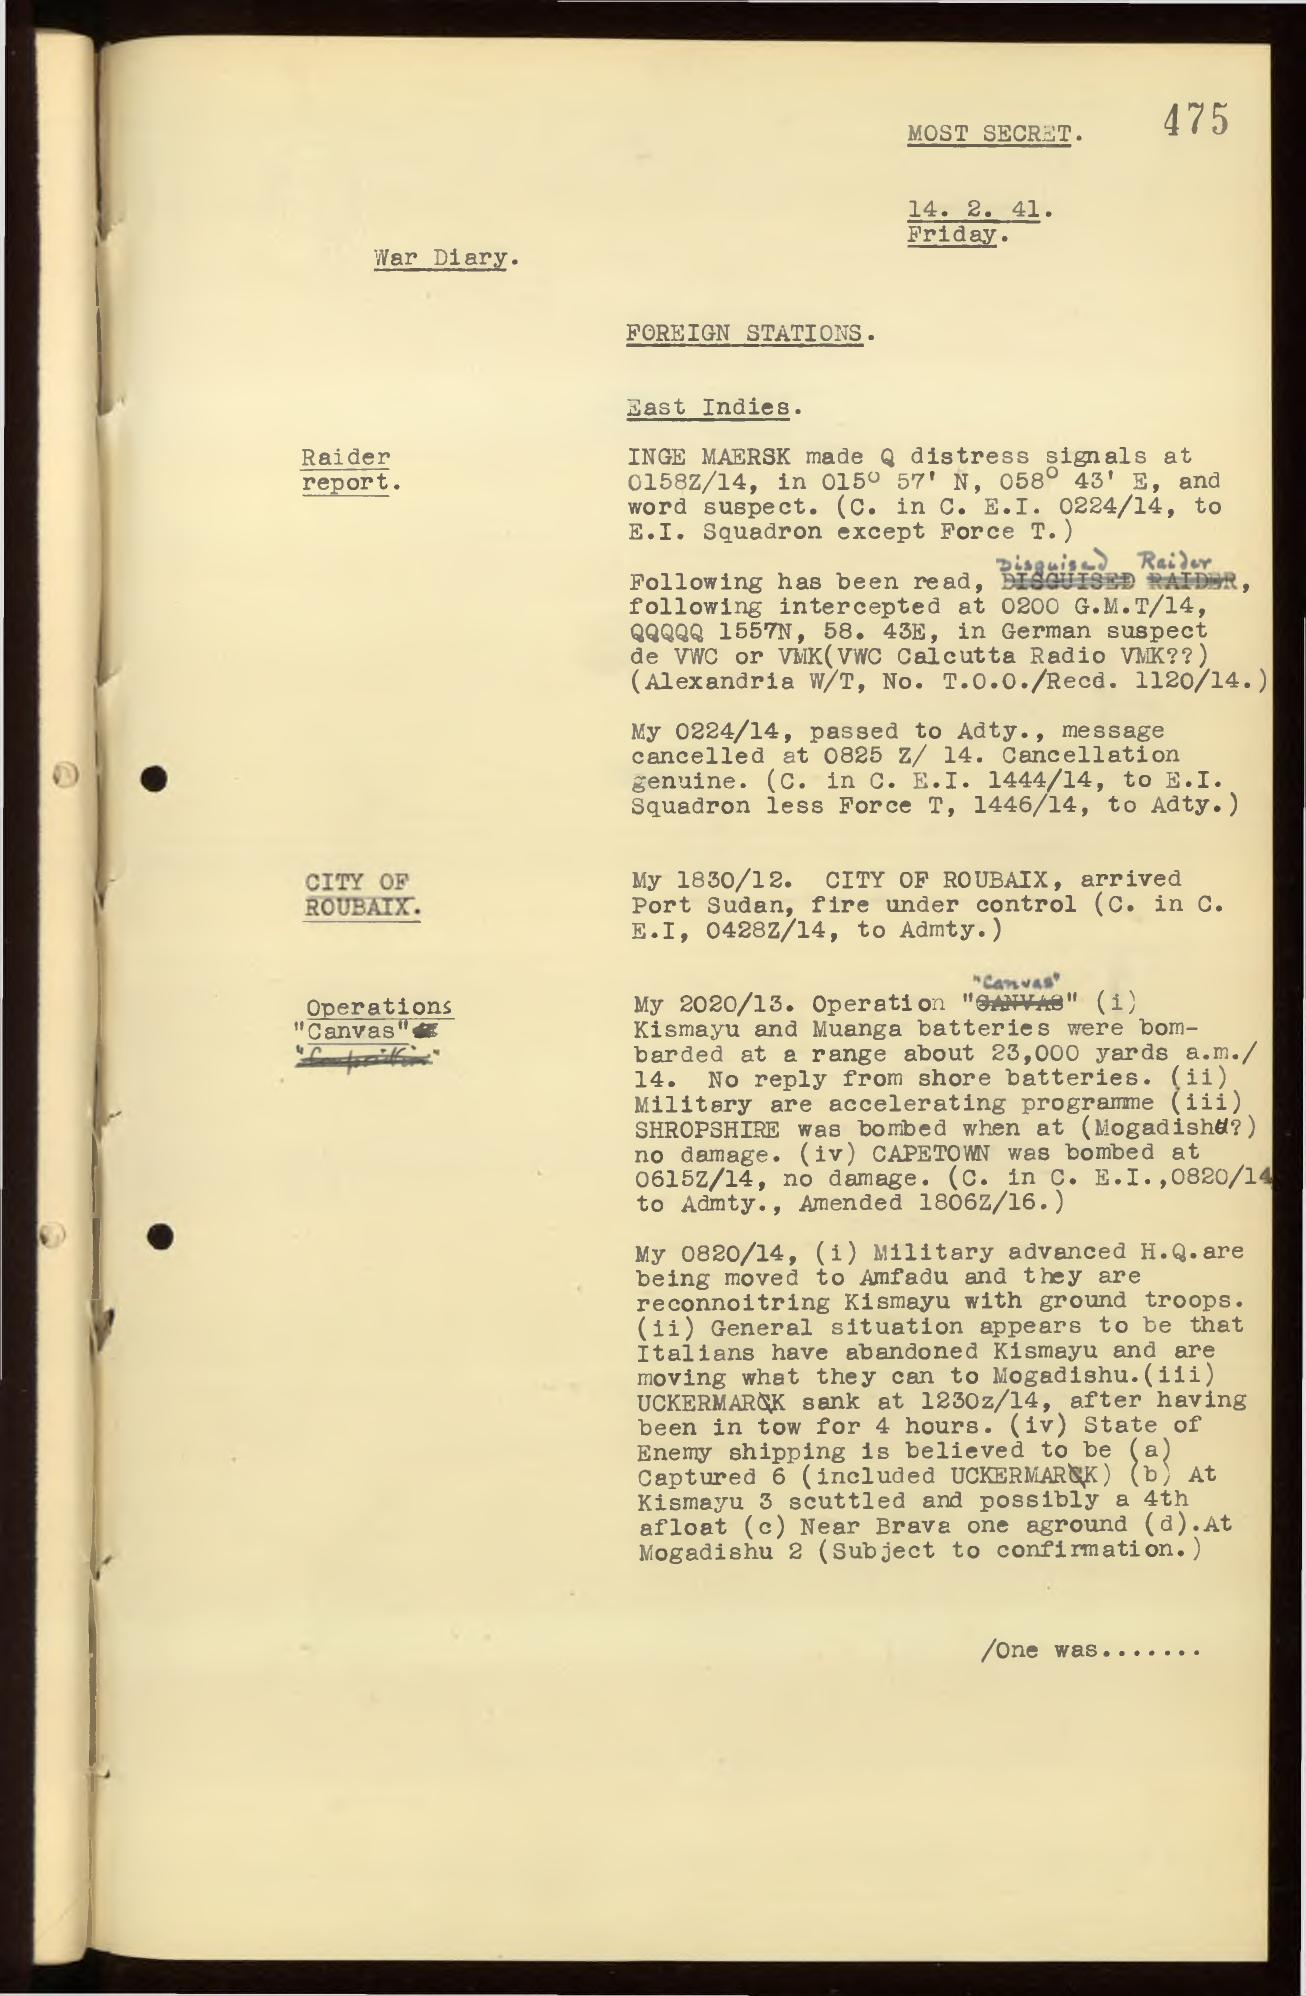 475
MOST SECRET.
14. 2. 41.
Friday.
War Diary.
FOREIGN STATIONS.
East Indies.
Raider
report.
INGE MAERSK made Q distress signals at
0158Z/14, in 015° 57' N, 058° 43' E, and
word suspect. (C. in C. E.I. 0224/14, to
E.I. Squadron except Force T.)
Disguised Raider
Following has been read, DISGUISED RAIDER,
following intercepted at 0200 G.M.T/14,
QQQQQ 1557N, 58. 43E, in German suspect
de VWC or VMK(VWC Calcutta Radio VMK??)
(Alexandria W/T, No. T.O.O./Recd. 1120/14.)
My 0224/14, passed to Adty., message
cancelled at 0825 Z/ 14. Cancellation
genuine. (C. in C. E.I. 1444/14, to E.I.
Squadron less Force T, 1446/14, to Adty.)
CITY OF
ROUBAIX.
My 1830/12. CITY OF ROUBAIX, arrived
Port Sudan, fire under control (C. in C.
E.I, 0428Z/14, to Admty.)
Operations
"Canvas"
"Canvas"
My 2020/13. Operation "CANVAS" (i)
Kismayu and Muanga batteries were bom-
barded at a range about 23,000 yards a.m./
14. No reply from shore batteries. (ii)
Military are accelerating programme (iii)
SHROPSHIRE was bombed when at (Mogadishu?)
no damage. (iv) CAPETOWN was bombed at
0615Z/14, no damage. (C. in C. E.I.,0820/14
to Admty., Amended 1806Z/16.)
My 0820/14, (i) Military advanced H.Q.are
being moved to Amfadu and they are
reconnoitring Kismayu with ground troops.
(ii) General situation appears to be that
Italians have abandoned Kismayu and are
moving what they can to Mogadishu.(iii)
UCKERMARCK sank at 1230z/14, after having
been in tow for 4 hours. (iv) State of
Enemy shipping is believed to be (a)
Captured 6 (included UCKERMARCK) (b) At
Kismayu 3 scuttled and possibly a 4th
afloat (c) Near Brava one aground (d).At
Mogadishu 2 (Subject to confirmation.)
/One was.......